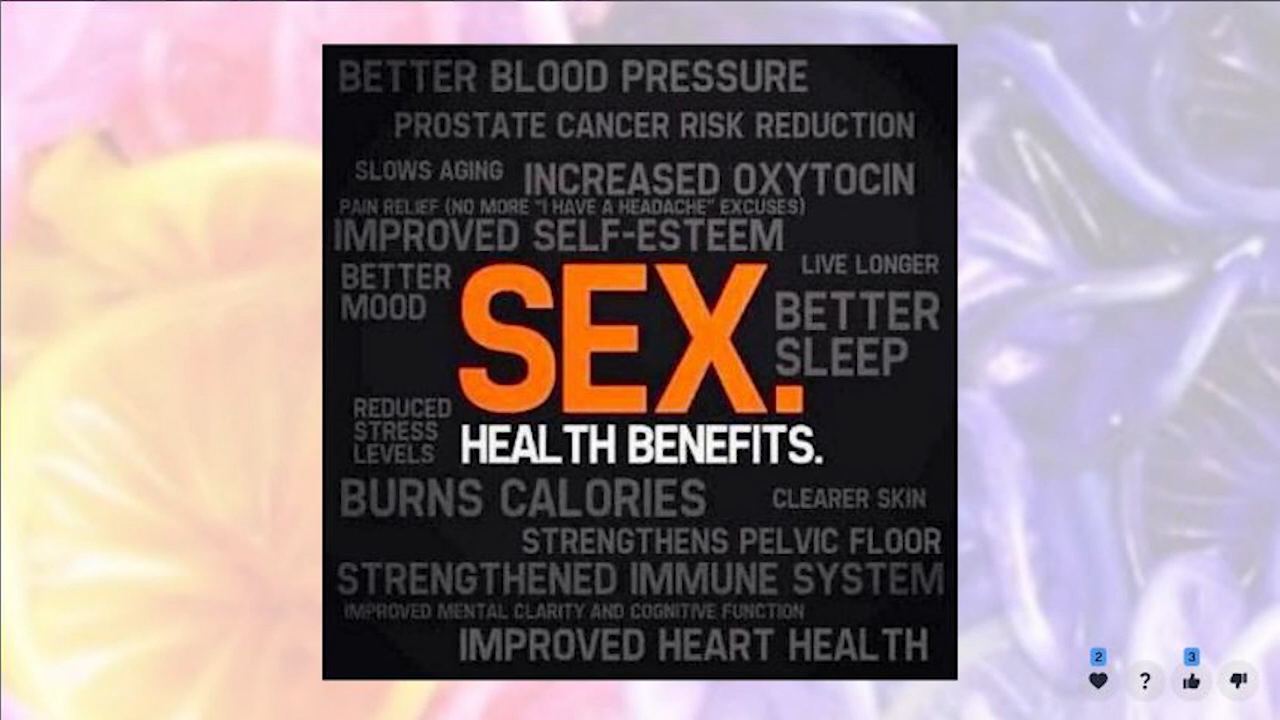 BETTER BLOOD PRESSURE
PROSTATE CANCER RISK REDUCTION
SLOWS AGING
INCREASED OXYTOCIN
PAIN RELIEF (NO MORE "I HAVE A HEADACHE" EXCUSES)
IMPROVED SELF-ESTEEM
BETTER
MOOD
LIVE LONGER
SEX.
BETTER
SLEEP
REDUCED
STRESS
LEVELS
HEALTH BENEFITS.
BURNS CALORIES
CLEARER SKIN
STRENGTHENS PELVIC FLOOR
STRENGTHENED IMMUNE SYSTEM
IMPROVED MENTAL CLARITY AND COGNITIVE FUNCTION
IMPROVED HEART HEALTH
2
3
?